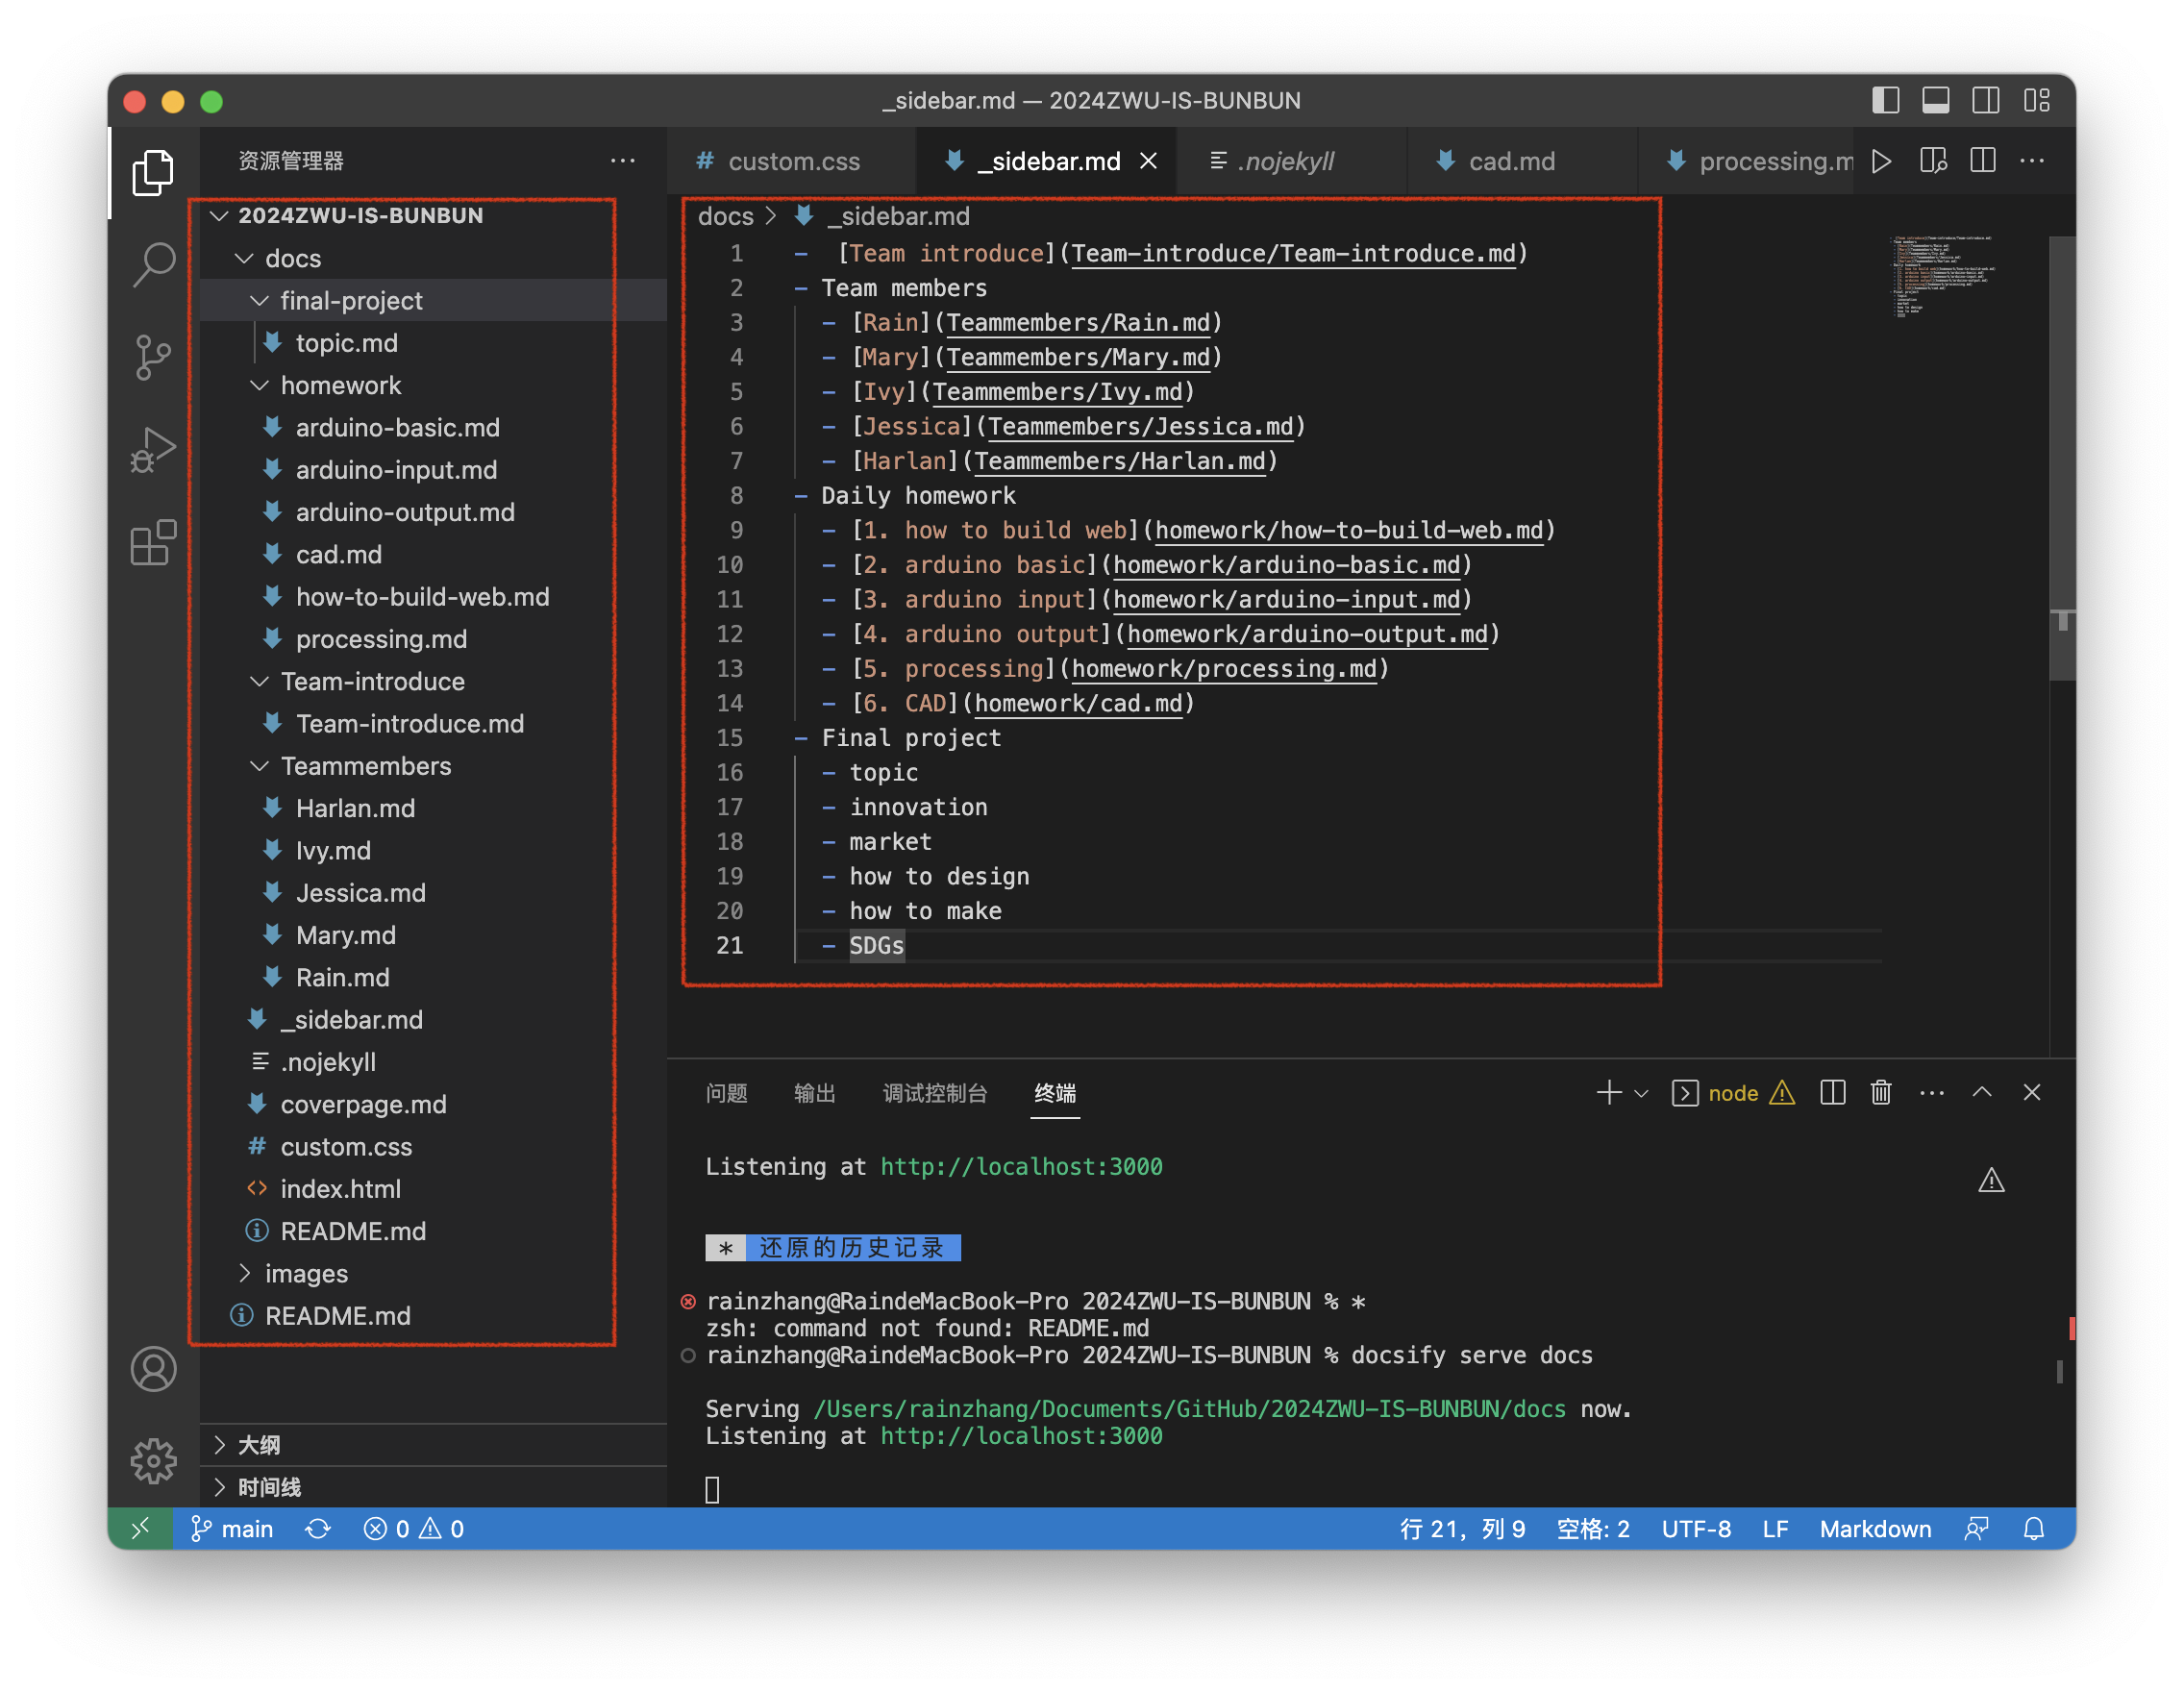 _sidebar.md — 2024ZWU-IS-BUNBUN
资源管理器
2024ZWU-IS-BUNBUN
docs
final-project
topic.md
homework
arduino-basic.md
arduino-input.md
arduino-output.md
cad.md
how-to-build-web.md
processing.md
Team-introduce
Team-introduce.md
Teammembers
Harlan.md
Ivy.md
Jessica.md
Mary.md
Rain.md
_sidebar.md
.nojekyll
coverpage.md
custom.css
index.html
README.md
images
README.md
大纲
时间线
custom.css _sidebar.md .nojekyll cad.md processing.m
docs > _sidebar.md
1 -  [Team introduce](Team-introduce/Team-introduce.md)
2 - Team members
3 - [Rain](Teammembers/Rain.md)
4 - [Mary](Teammembers/Mary.md)
5 - [Ivy](Teammembers/Ivy.md)
6 - [Jessica](Teammembers/Jessica.md)
7 - [Harlan](Teammembers/Harlan.md)
8 - Daily homework
9 - [1. how to build web](homework/how-to-build-web.md)
10 - [2. arduino basic](homework/arduino-basic.md)
11 - [3. arduino input](homework/arduino-input.md)
12 - [4. arduino output](homework/arduino-output.md)
13 - [5. processing](homework/processing.md)
14 - [6. CAD](homework/cad.md)
15 - Final project
16 - topic
17 - innovation
18 - market
19 - how to design
20 - how to make
21 - SDGs
问题 输出 调试控制台 终端 node
Listening at http://localhost:3000
* 还原的历史记录
rainzhang@RaindeMacBook-Pro 2024ZWU-IS-BUNBUN % *
zsh: command not found: README.md
rainzhang@RaindeMacBook-Pro 2024ZWU-IS-BUNBUN % docsify serve docs
Serving /Users/rainzhang/Documents/GitHub/2024ZWU-IS-BUNBUN/docs now.
Listening at http://localhost:3000
main 0 0 行 21，列 9 空格: 2 UTF-8 LF Markdown